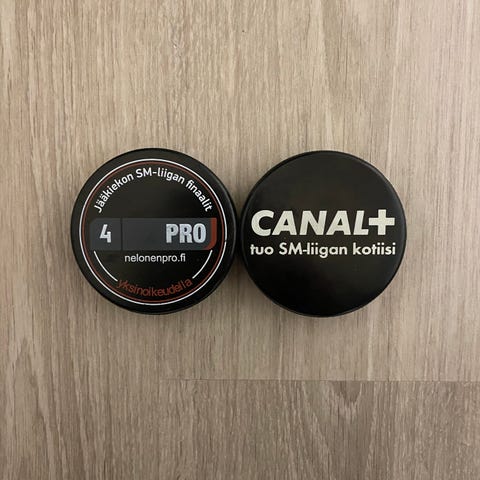 Jääkiekon SM-liigan finaalit
4 PRO
nelonenpro.fi
yksinoikeudella
CANAL+
tuo SM-liigan kotiisi